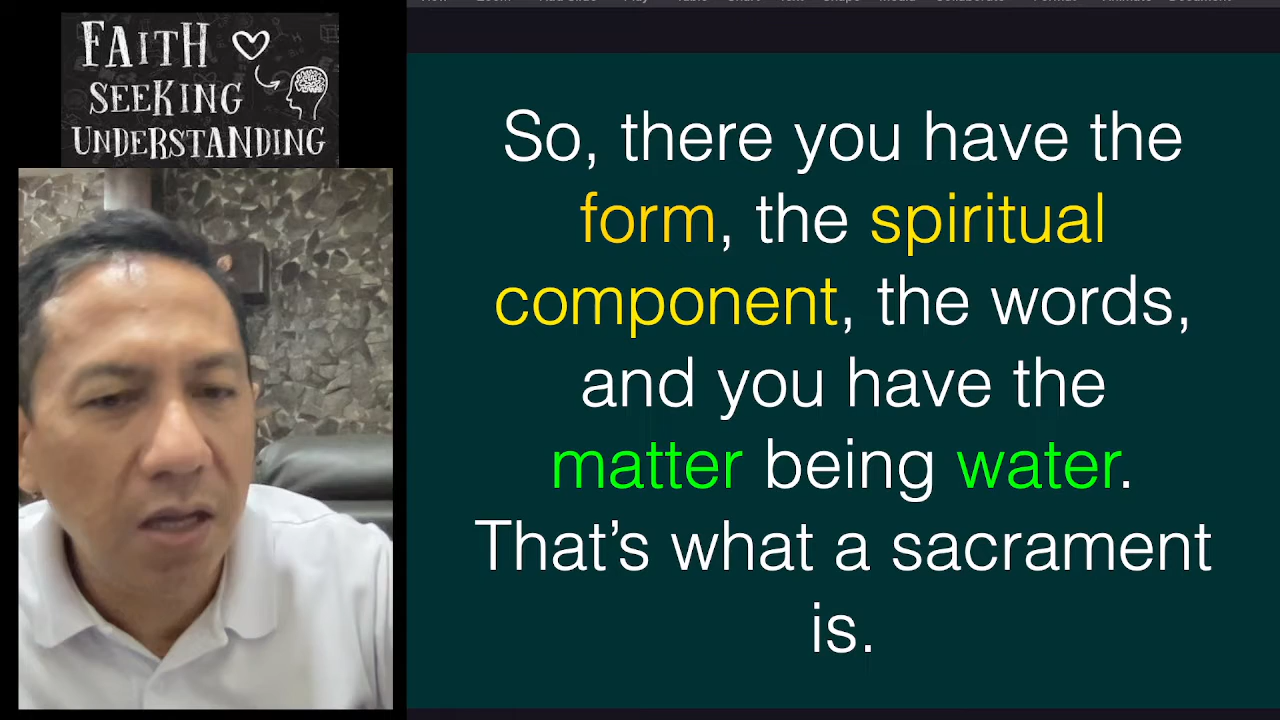 FAITH
SEEKING
UNDERSTANDING
So, there you have the
form, the spiritual
component, the words,
and you have the
matter being water.
That's what a sacrament
is.